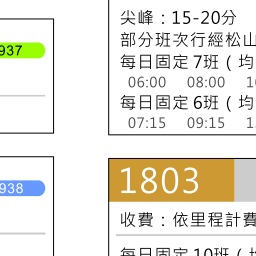 937
尖峰：15-20分
部分班次行經松山
每日固定 7班（均
06:00 08:00
每日固定 6班（均
07:15 09:15
938
1803
收費：依里程計費
每日固定 10班（均